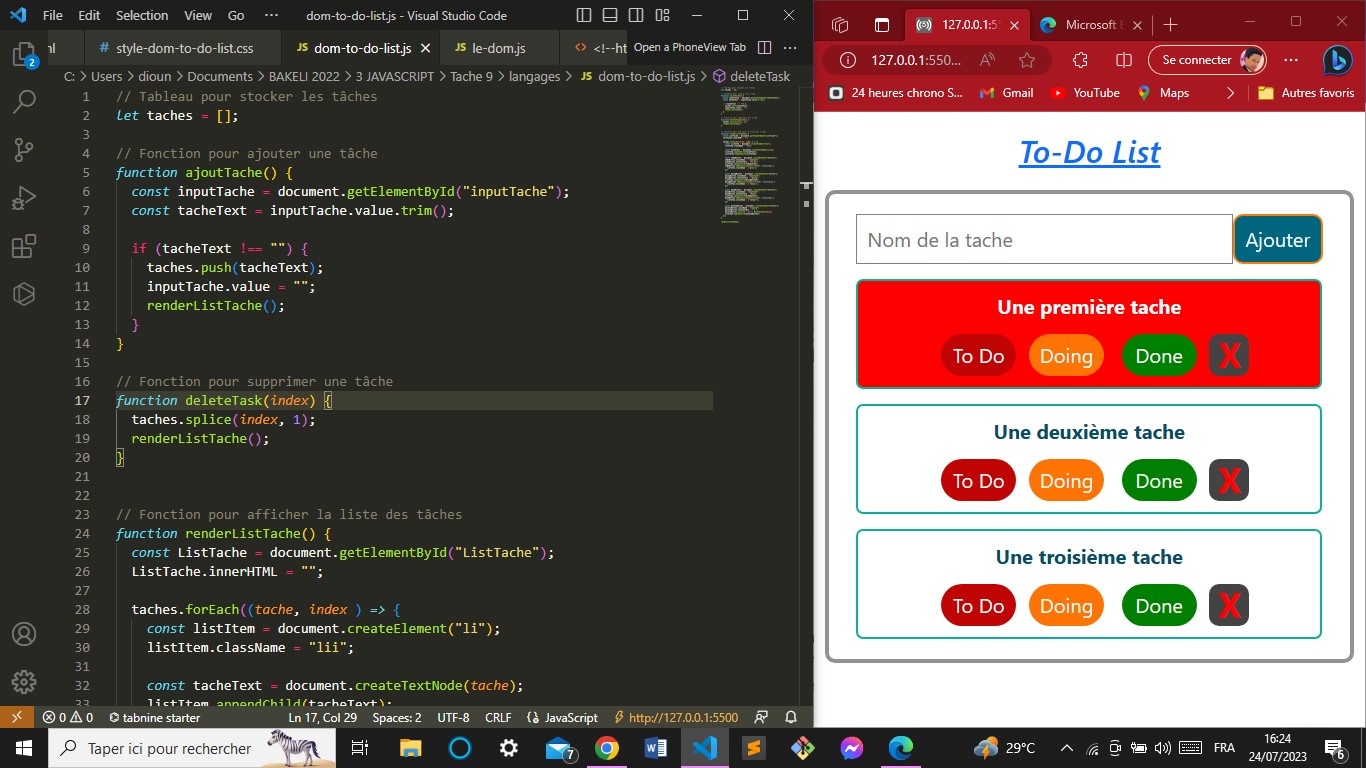 File Edit Selection View Go ··· dom-to-do-list.js - Visual Studio Code
# style-dom-to-do-list.css JS dom-to-do-list.js JS le-dom.js <> <!--ht Open a PhoneView Tab ···
C: > Users > dioun > Documents > BAKELI 2022 > 3 JAVASCRIPT > Tache 9 > langages > JS dom-to-do-list.js > deleteTask
1 // Tableau pour stocker les tâches
2 let taches = [];
3
4 // Fonction pour ajouter une tâche
5 function ajoutTache() {
6 const inputTache = document.getElementById("inputTache");
7 const tacheText = inputTache.value.trim();
8
9 if (tacheText !== "") {
10 taches.push(tacheText);
11 inputTache.value = "";
12 renderListTache();
13 }
14 }
15
16 // Fonction pour supprimer une tâche
17 function deleteTask(index) {
18 taches.splice(index, 1);
19 renderListTache();
20 }
21
22
23 // Fonction pour afficher la liste des tâches
24 function renderListTache() {
25 const ListTache = document.getElementById("ListTache");
26 ListTache.innerHTML = "";
27
28 taches.forEach((tache, index ) => {
29 const listItem = document.createElement("li");
30 listItem.className = "lii";
31
32 const tacheText = document.createTextNode(tache);
33 listItem.appendChild(tacheText);
2
0 0 tabnine starter Ln 17, Col 29 Spaces: 2 UTF-8 CRLF {} JavaScript http://127.0.0.1:5500
127.0.0.1:5 Microsoft
127.0.0.1:550... Se connecter ···
24 heures chrono S... Gmail YouTube Maps > Autres favoris
To-Do List
Nom de la tache Ajouter
Une première tache
To Do Doing Done X
Une deuxième tache
To Do Doing Done X
Une troisième tache
To Do Doing Done X
Taper ici pour rechercher 7 29°C FRA 16:24
24/07/2023 6